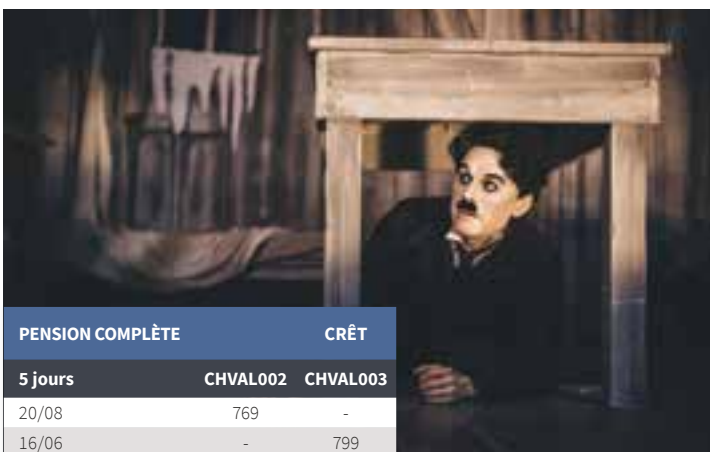 PENSION COMPLÈTE CRÊT
5 jours CHVAL002 CHVAL003
20/08 769 -
16/06 - 799